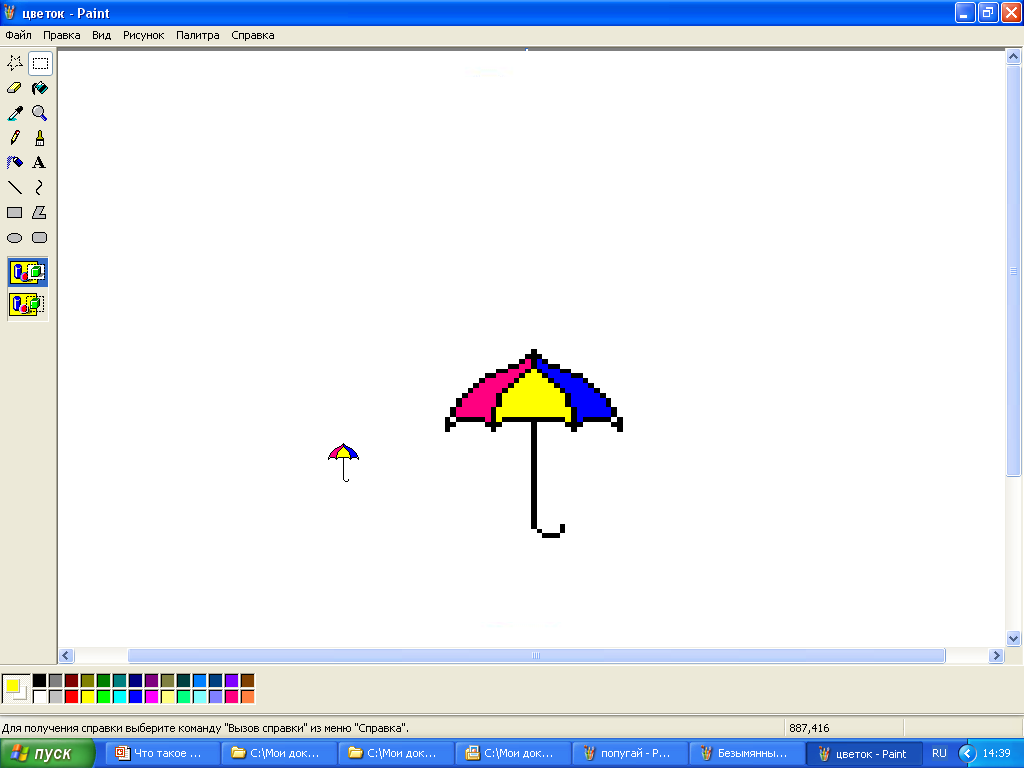 цветок - Paint
Файл Правка Вид Рисунок Палитра Справка
A
Для получения справки выберите команду "Вызов справки" из меню "Справка".
887,416
пуск
Что такое ...
C:\Мои док...
C:\Мои док...
C:\Мои док...
попугай - P...
Безымянны...
цветок - Paint
RU
14:39